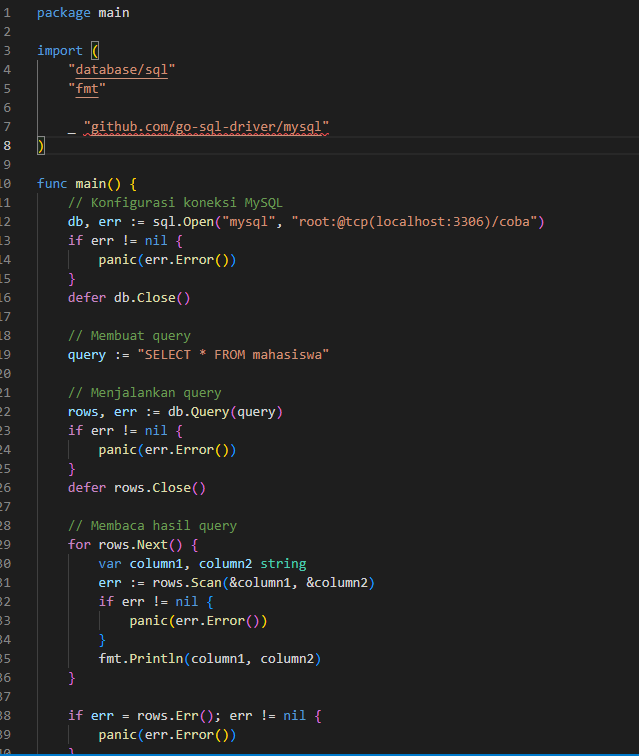 1 package main
2
3 import (
4 "database/sql"
5 "fmt"
6
7 _ "github.com/go-sql-driver/mysql"
8 )
9
10 func main() {
11 // Konfigurasi koneksi MySQL
12 db, err := sql.Open("mysql", "root:@tcp(localhost:3306)/coba")
13 if err != nil {
14 panic(err.Error())
15 }
16 defer db.Close()
17
18 // Membuat query
19 query := "SELECT * FROM mahasiswa"
20
21 // Menjalankan query
22 rows, err := db.Query(query)
23 if err != nil {
24 panic(err.Error())
25 }
26 defer rows.Close()
27
28 // Membaca hasil query
29 for rows.Next() {
30 var column1, column2 string
31 err := rows.Scan(&column1, &column2)
32 if err != nil {
33 panic(err.Error())
34 }
35 fmt.Println(column1, column2)
36 }
37
38 if err = rows.Err(); err != nil {
39 panic(err.Error())
}